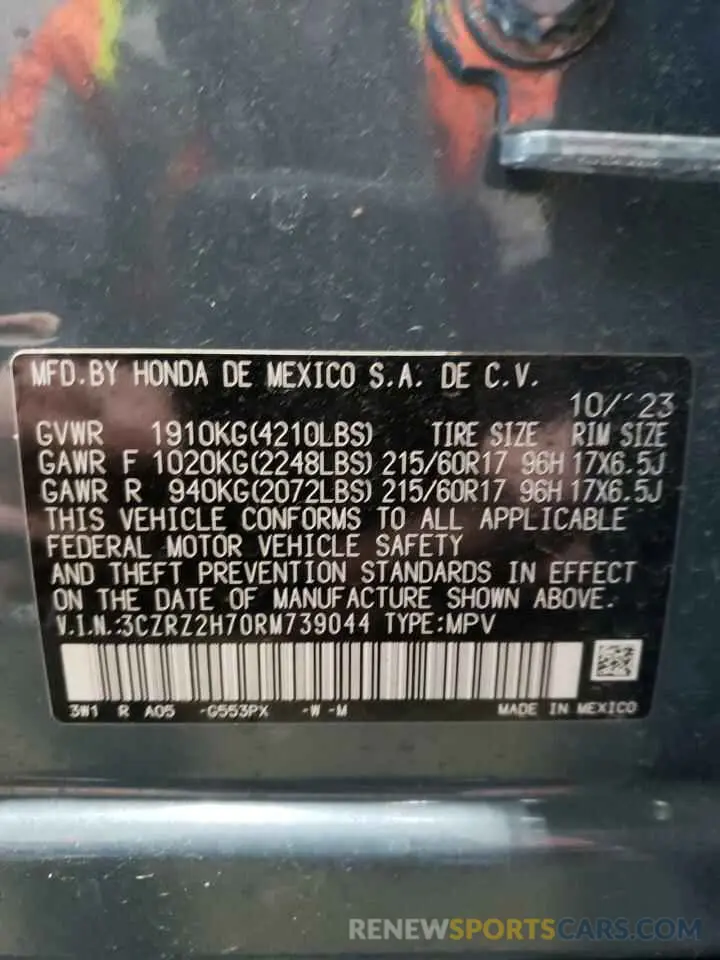 MFD.BY HONDA DE MEXICO S.A. DE C.V.
10/'23
GVWR 1910KG(4210LBS) TIRE SIZE RIM SIZE
GAWR F 1020KG(2248LBS) 215/60R17 96H 17X6.5J
GAWR R 940KG(2072LBS) 215/60R17 96H 17X6.5J
THIS VEHICLE CONFORMS TO ALL APPLICABLE
FEDERAL MOTOR VEHICLE SAFETY
AND THEFT PREVENTION STANDARDS IN EFFECT
ON THE DATE OF MANUFACTURE SHOWN ABOVE.
V.I.N.:3CZRZ2H70RM739044 TYPE:MPV
3W1 R A05 -G553PX -W -M MADE IN MEXICO
RENEWSPORTSCARS.COM